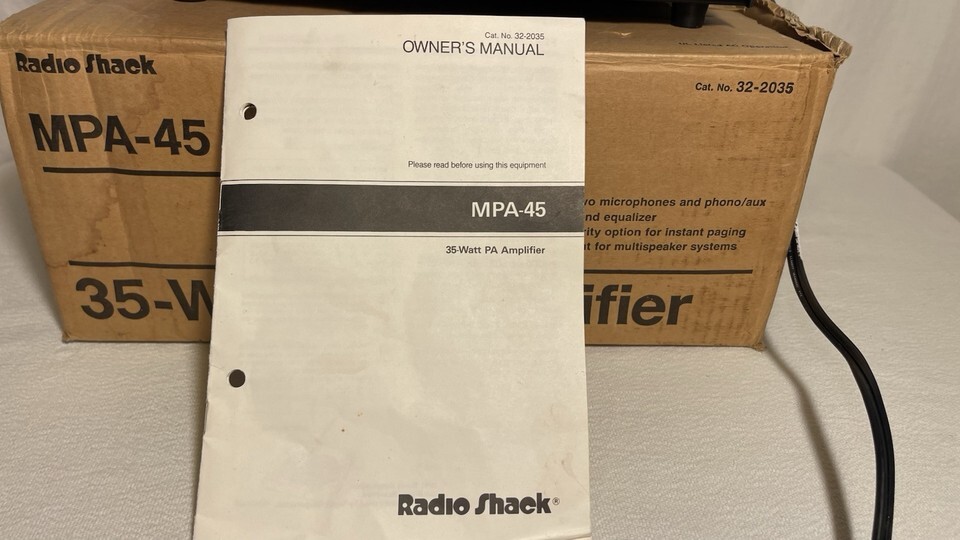 Radio Shack
MPA-45
35-W
Cat. No. 32-2035
OWNER'S MANUAL
Please read before using this equipment
MPA-45
35-Watt PA Amplifier
Radio Shack®
Cat. No. 32-2035
wo microphones and phono/aux
nd equalizer
ity option for instant paging
ut for multispeaker systems
ifier